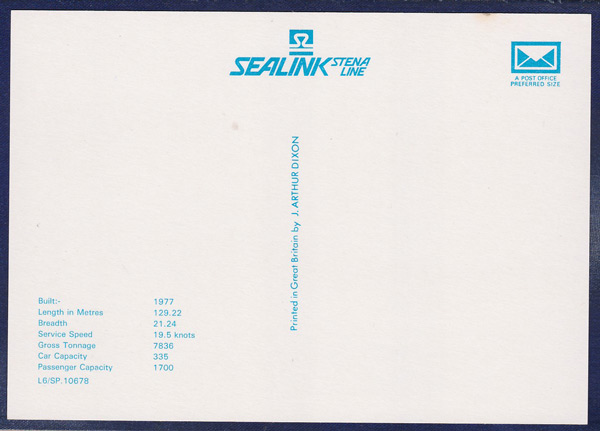 SEALINK STENA LINE
A POST OFFICE
PREFERRED SIZE
Printed in Great Britain by J. ARTHUR DIXON
Built:- 1977
Length in Metres 129.22
Breadth 21.24
Service Speed 19.5 knots
Gross Tonnage 7836
Car Capacity 335
Passenger Capacity 1700
L6/SP.10678